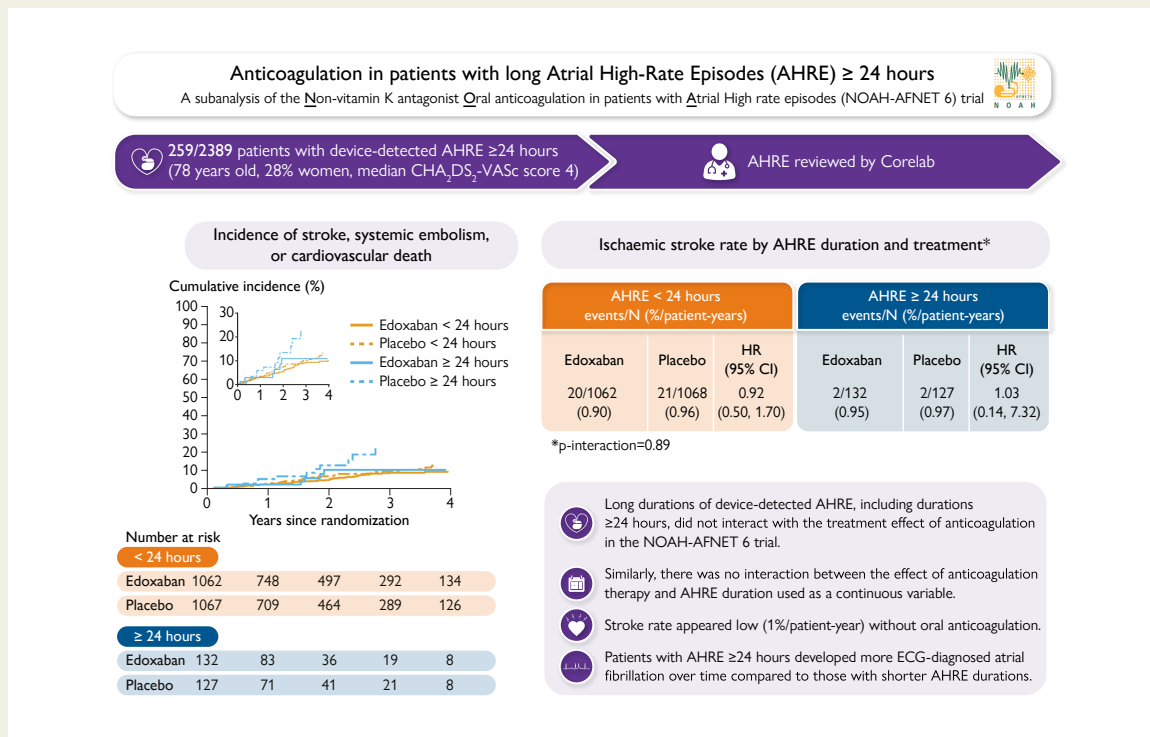 Anticoagulation in patients with long Atrial High-Rate Episodes (AHRE) ≥ 24 hours
A subanalysis of the Non-vitamin K antagonist Oral anticoagulation in patients with Atrial High rate episodes (NOAH-AFNET 6) trial
AFNET 6
N O A H
259/2389 patients with device-detected AHRE ≥24 hours
(78 years old, 28% women, median CHA₂DS₂-VASc score 4)
AHRE reviewed by Corelab
Incidence of stroke, systemic embolism,
or cardiovascular death
Cumulative incidence (%)
100
90
80
70
60
50
40
30
20
10
0
30
20
10
0
0 1 2 3 4
Edoxaban < 24 hours
Placebo < 24 hours
Edoxaban ≥ 24 hours
Placebo ≥ 24 hours
0 1 2 3 4
Years since randomization
Number at risk
< 24 hours
Edoxaban 1062 748 497 292 134
Placebo 1067 709 464 289 126
≥ 24 hours
Edoxaban 132 83 36 19 8
Placebo 127 71 41 21 8
Ischaemic stroke rate by AHRE duration and treatment*
AHRE < 24 hours
events/N (%/patient-years)
AHRE ≥ 24 hours
events/N (%/patient-years)
Edoxaban Placebo HR
(95% CI)
20/1062 21/1068 0.92
(0.90) (0.96) (0.50, 1.70)
Edoxaban Placebo HR
(95% CI)
2/132 2/127 1.03
(0.95) (0.97) (0.14, 7.32)
*p-interaction=0.89
Long durations of device-detected AHRE, including durations
≥24 hours, did not interact with the treatment effect of anticoagulation
in the NOAH-AFNET 6 trial.
Similarly, there was no interaction between the effect of anticoagulation
therapy and AHRE duration used as a continuous variable.
Stroke rate appeared low (1%/patient-year) without oral anticoagulation.
Patients with AHRE ≥24 hours developed more ECG-diagnosed atrial
fibrillation over time compared to those with shorter AHRE durations.